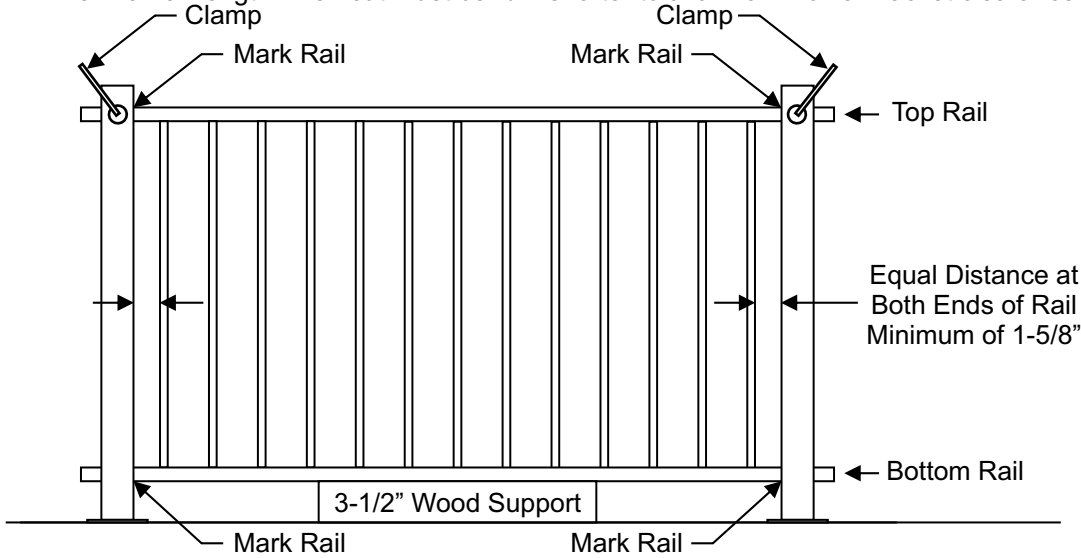 Clamp
Clamp
Mark Rail
Mark Rail
Top Rail
Equal Distance at
Both Ends of Rail
Minimum of 1-5/8”
Bottom Rail
3-1/2” Wood Support
Mark Rail
Mark Rail